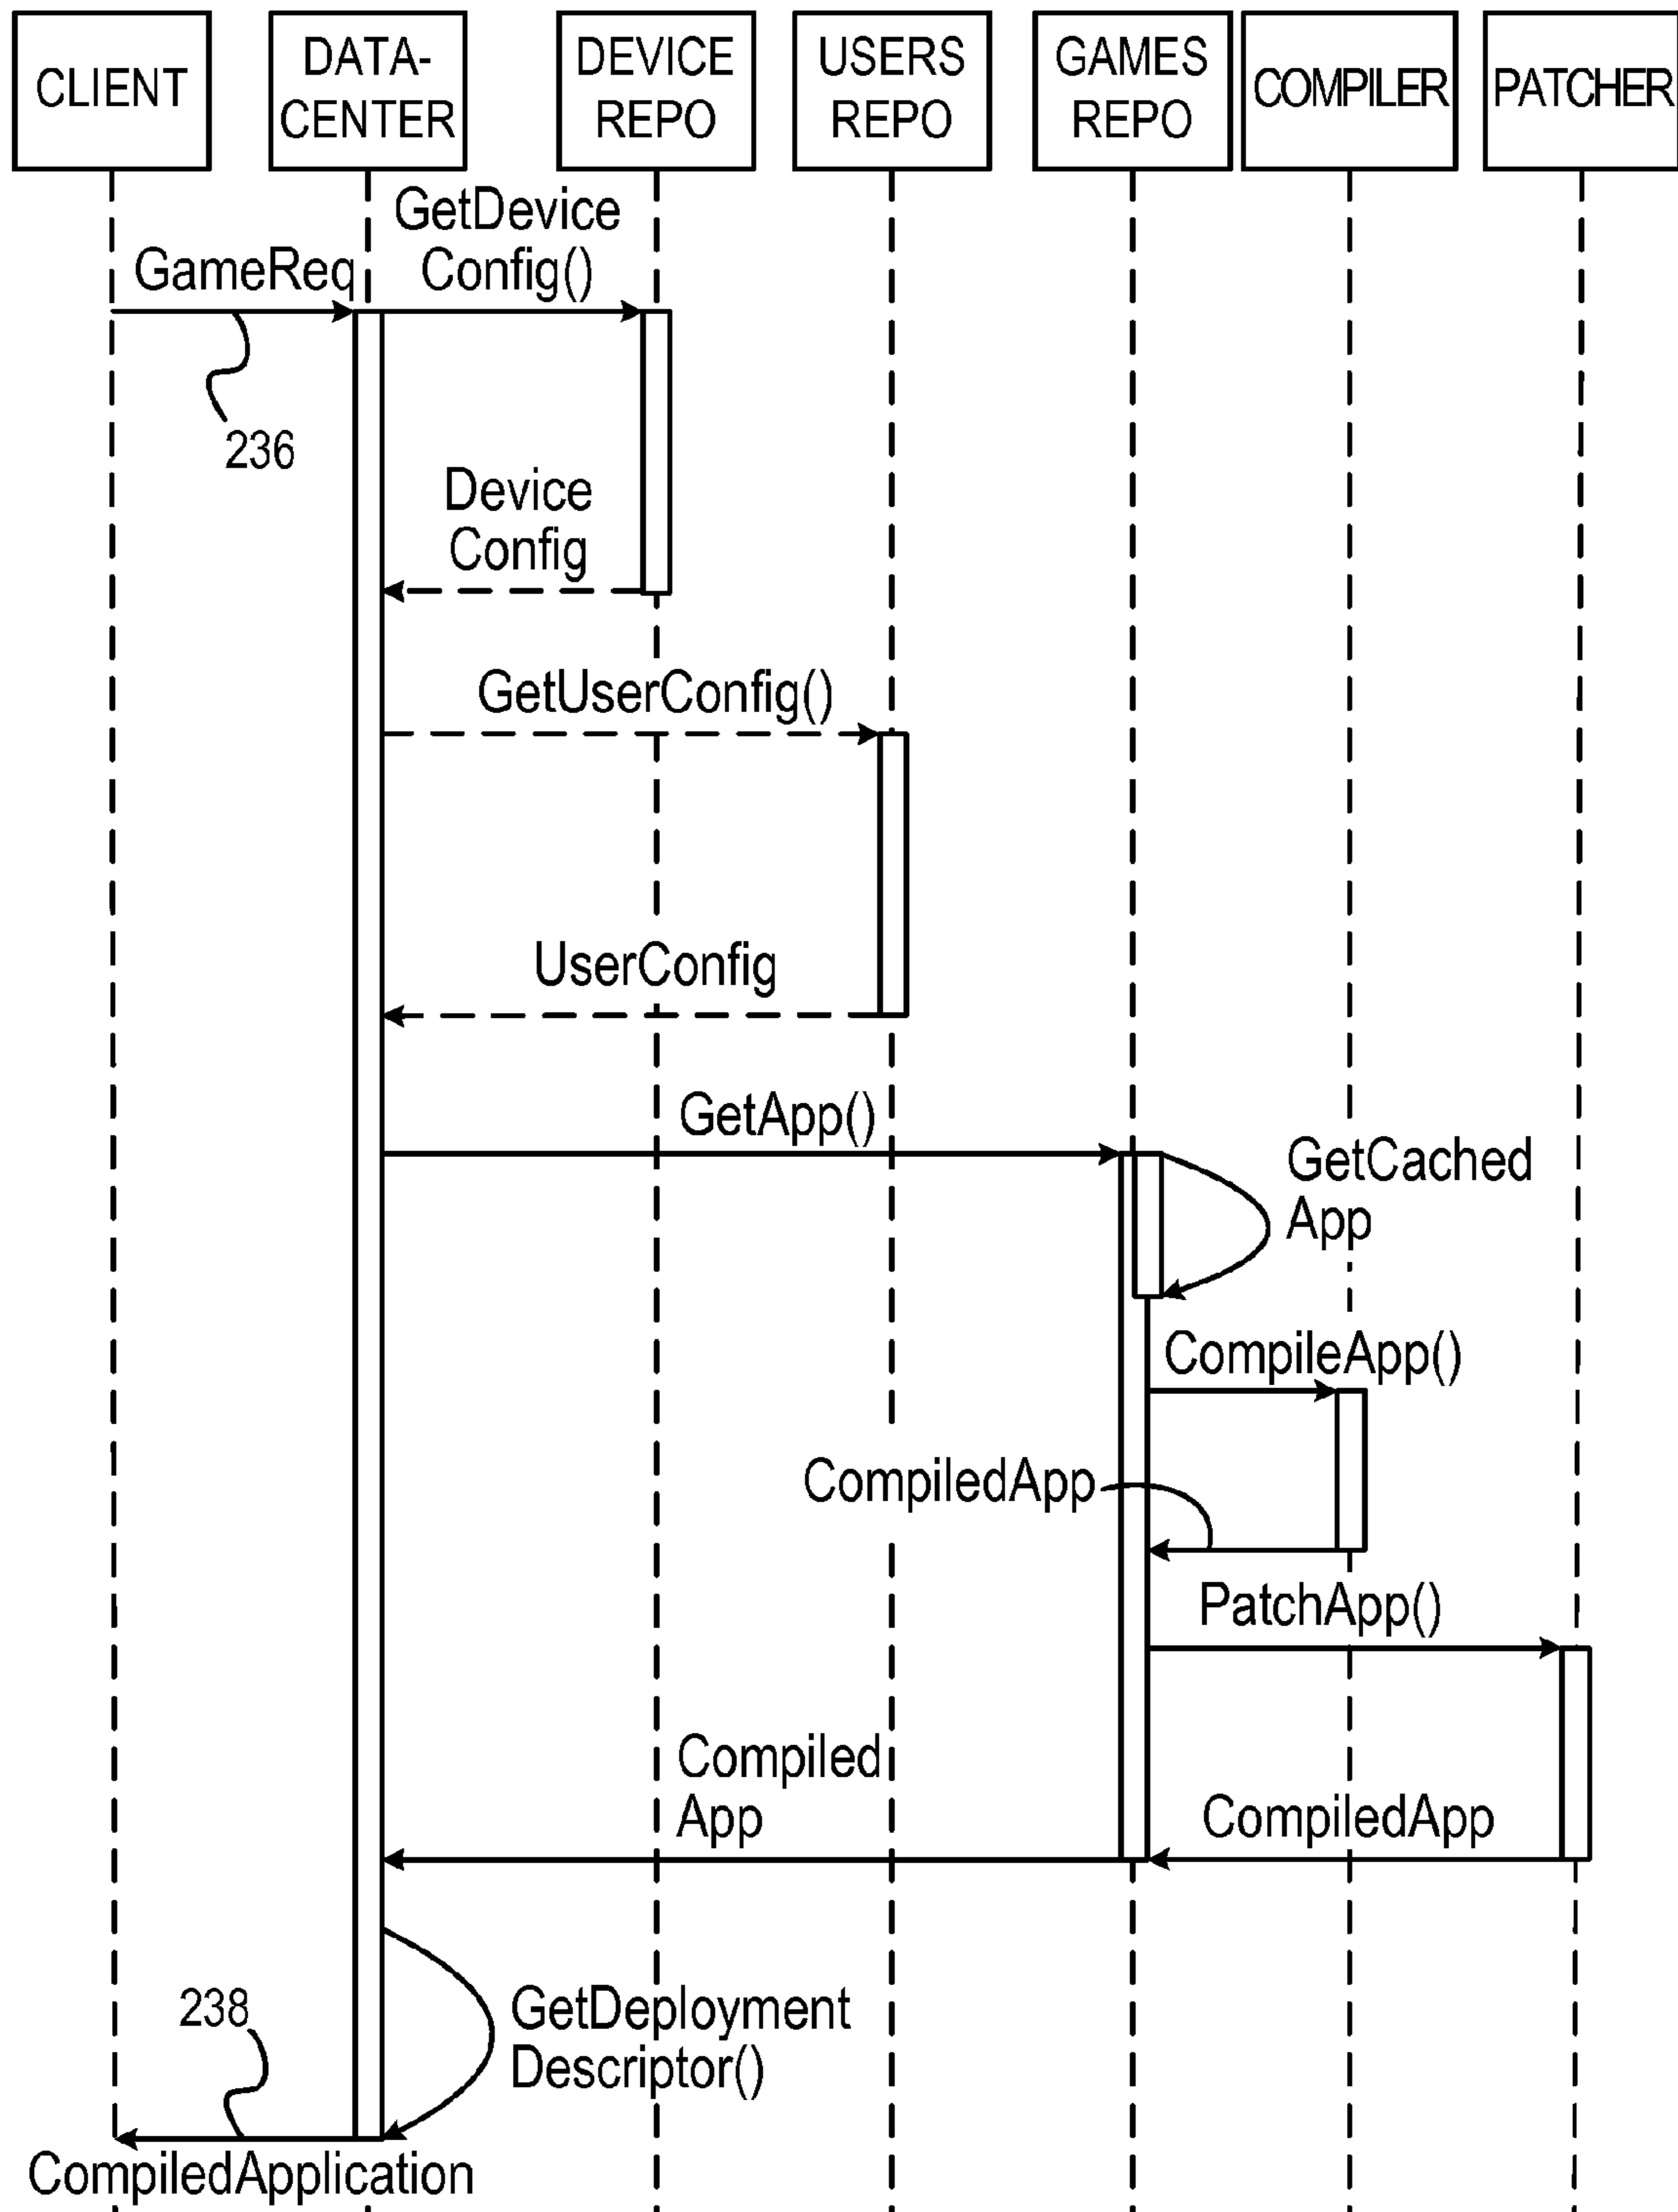 CLIENT
DATA-
CENTER
DEVICE
REPO
USERS
REPO
GAMES
REPO
COMPILER
PATCHER
GetDevice
Config()
GameReq
236
Device
Config
GetUserConfig()
UserConfig
GetApp()
GetCached
App
CompileApp()
CompiledApp
PatchApp()
Compiled
App
CompiledApp
238
GetDeployment
Descriptor()
CompiledApplication